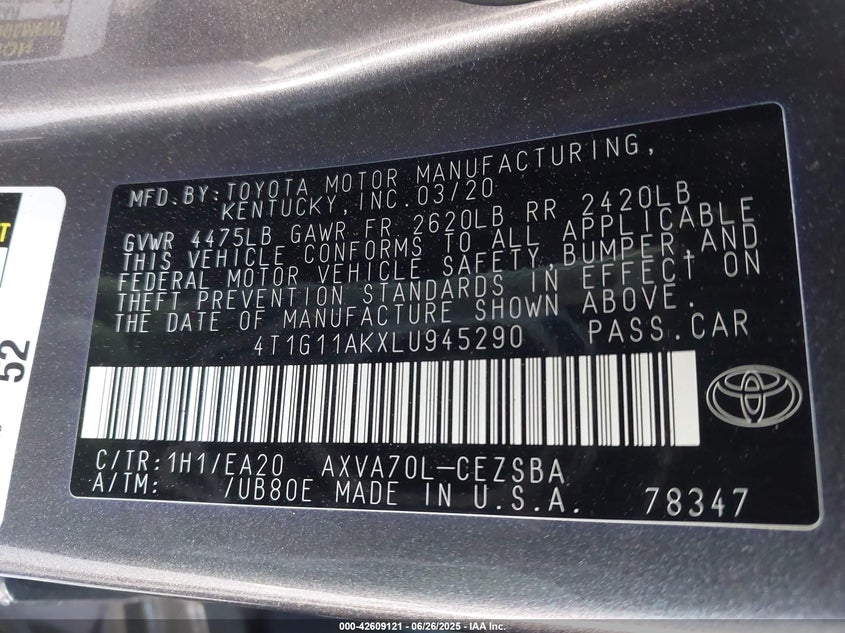 MFD.BY:TOYOTA MOTOR MANUFACTURING,
KENTUCKY,INC.03/20
GVWR 4475LB GAWR FR 2620LB RR 2420LB
THIS VEHICLE CONFORMS TO ALL APPLICABLE
FEDERAL MOTOR VEHICLE SAFETY,BUMPER,AND
THEFT PREVENTION STANDARDS IN EFFECT ON
THE DATE OF MANUFACTURE SHOWN ABOVE.
4T1G11AKXLU945290 PASS.CAR
C/TR:1H1/EA20 AXVA70L-CEZSBA
A/TM: /UB80E MADE IN U.S.A. 78347
52
000-42609121 - 06/26/2025 - IAA Inc.